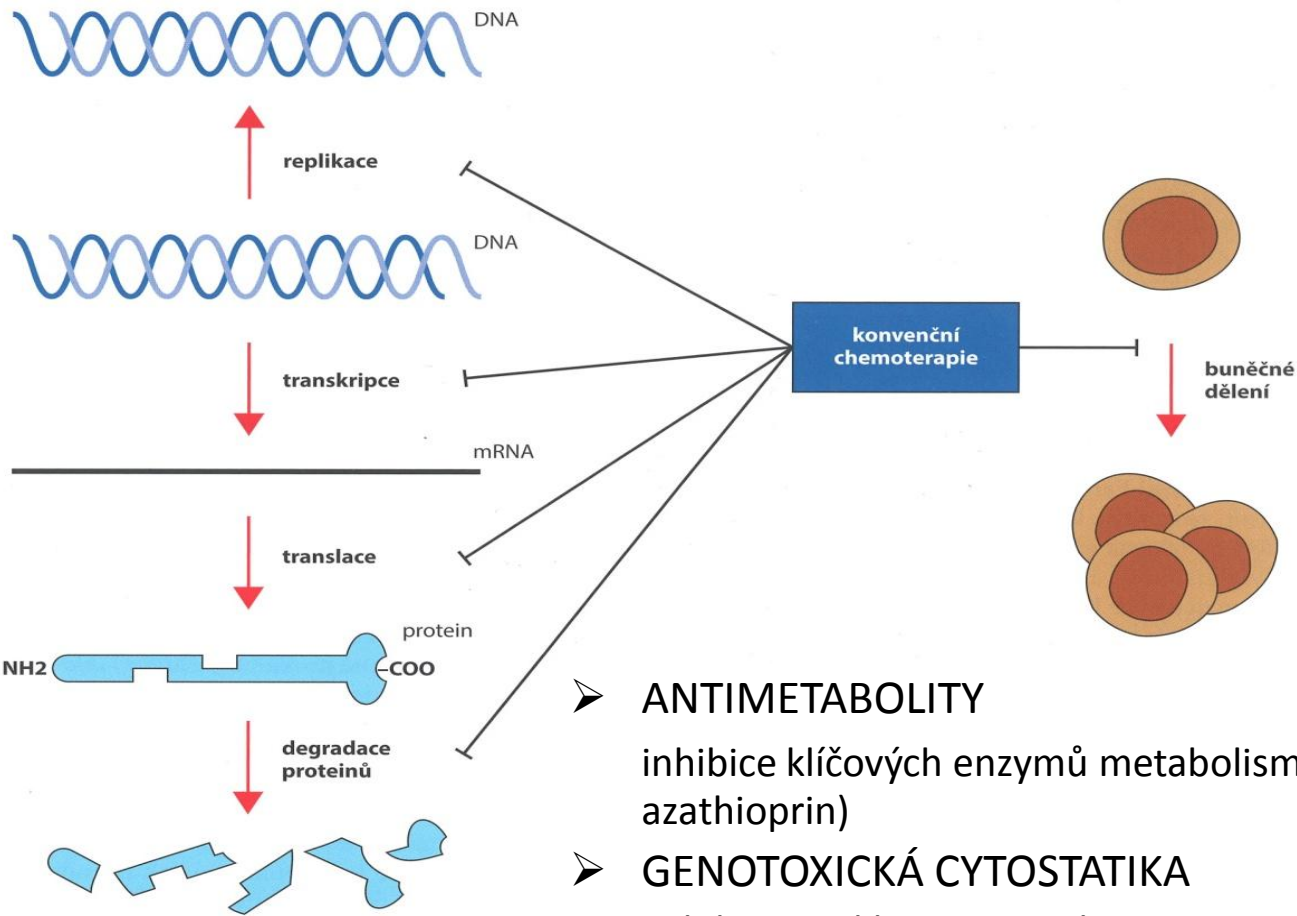 DNA
replikace
DNA
transkripce
mRNA
translace
protein
NH2
-COO
degradace
proteinů
konvenční
chemoterapie
buněčné
dělení
➢ ANTIMETABOLITY
inhibice klíčových enzymů metabolism
azathioprin)
➢ GENOTOXICKÁ CYTOSTATIKA